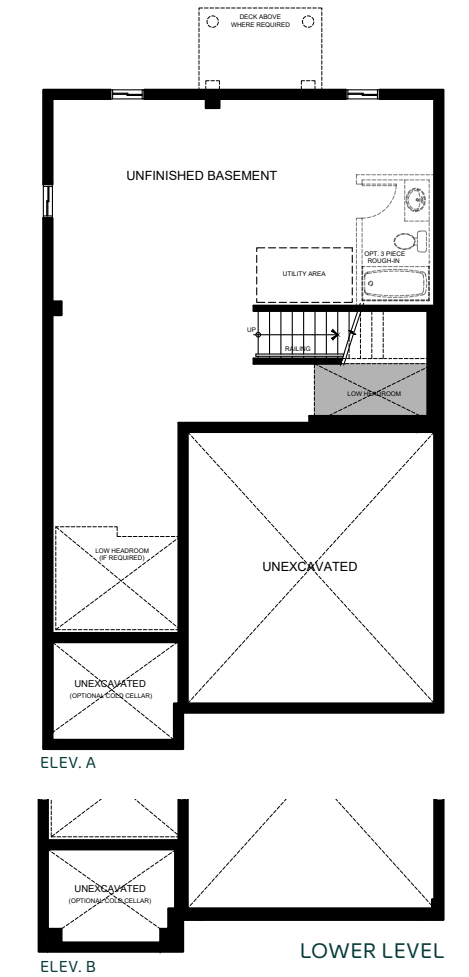 DECK ABOVE
WHERE REQUIRED
UNFINISHED BASEMENT
OPT. 3 PIECE
ROUGH-IN
UTILITY AREA
UP
RAILING
LOW HEADROOM
LOW HEADROOM
(IF REQUIRED)
UNEXCAVATED
UNEXCAVATED
(OPTIONAL COLD CELLAR)
ELEV. A
UNEXCAVATED
(OPTIONAL COLD CELLAR)
LOWER LEVEL
ELEV. B